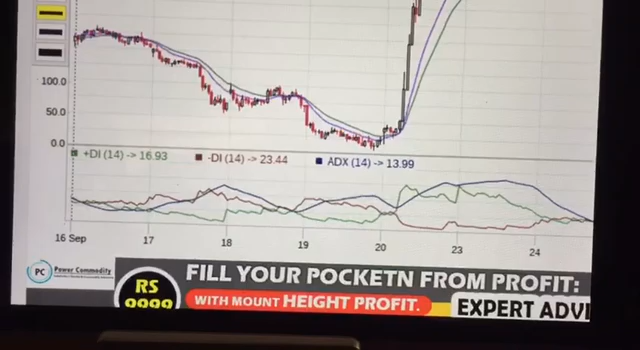 100.0
50.0
0.0
+DI (14) -> 16.93 -DI (14) -> 23.44 ADX (14) -> 13.99
16 Sep 17 18 19 20 23 24
PC Power Commodity
RS
9999
FILL YOUR POCKETN FROM PROFIT:
WITH MOUNT HEIGHT PROFIT.
EXPERT ADVI